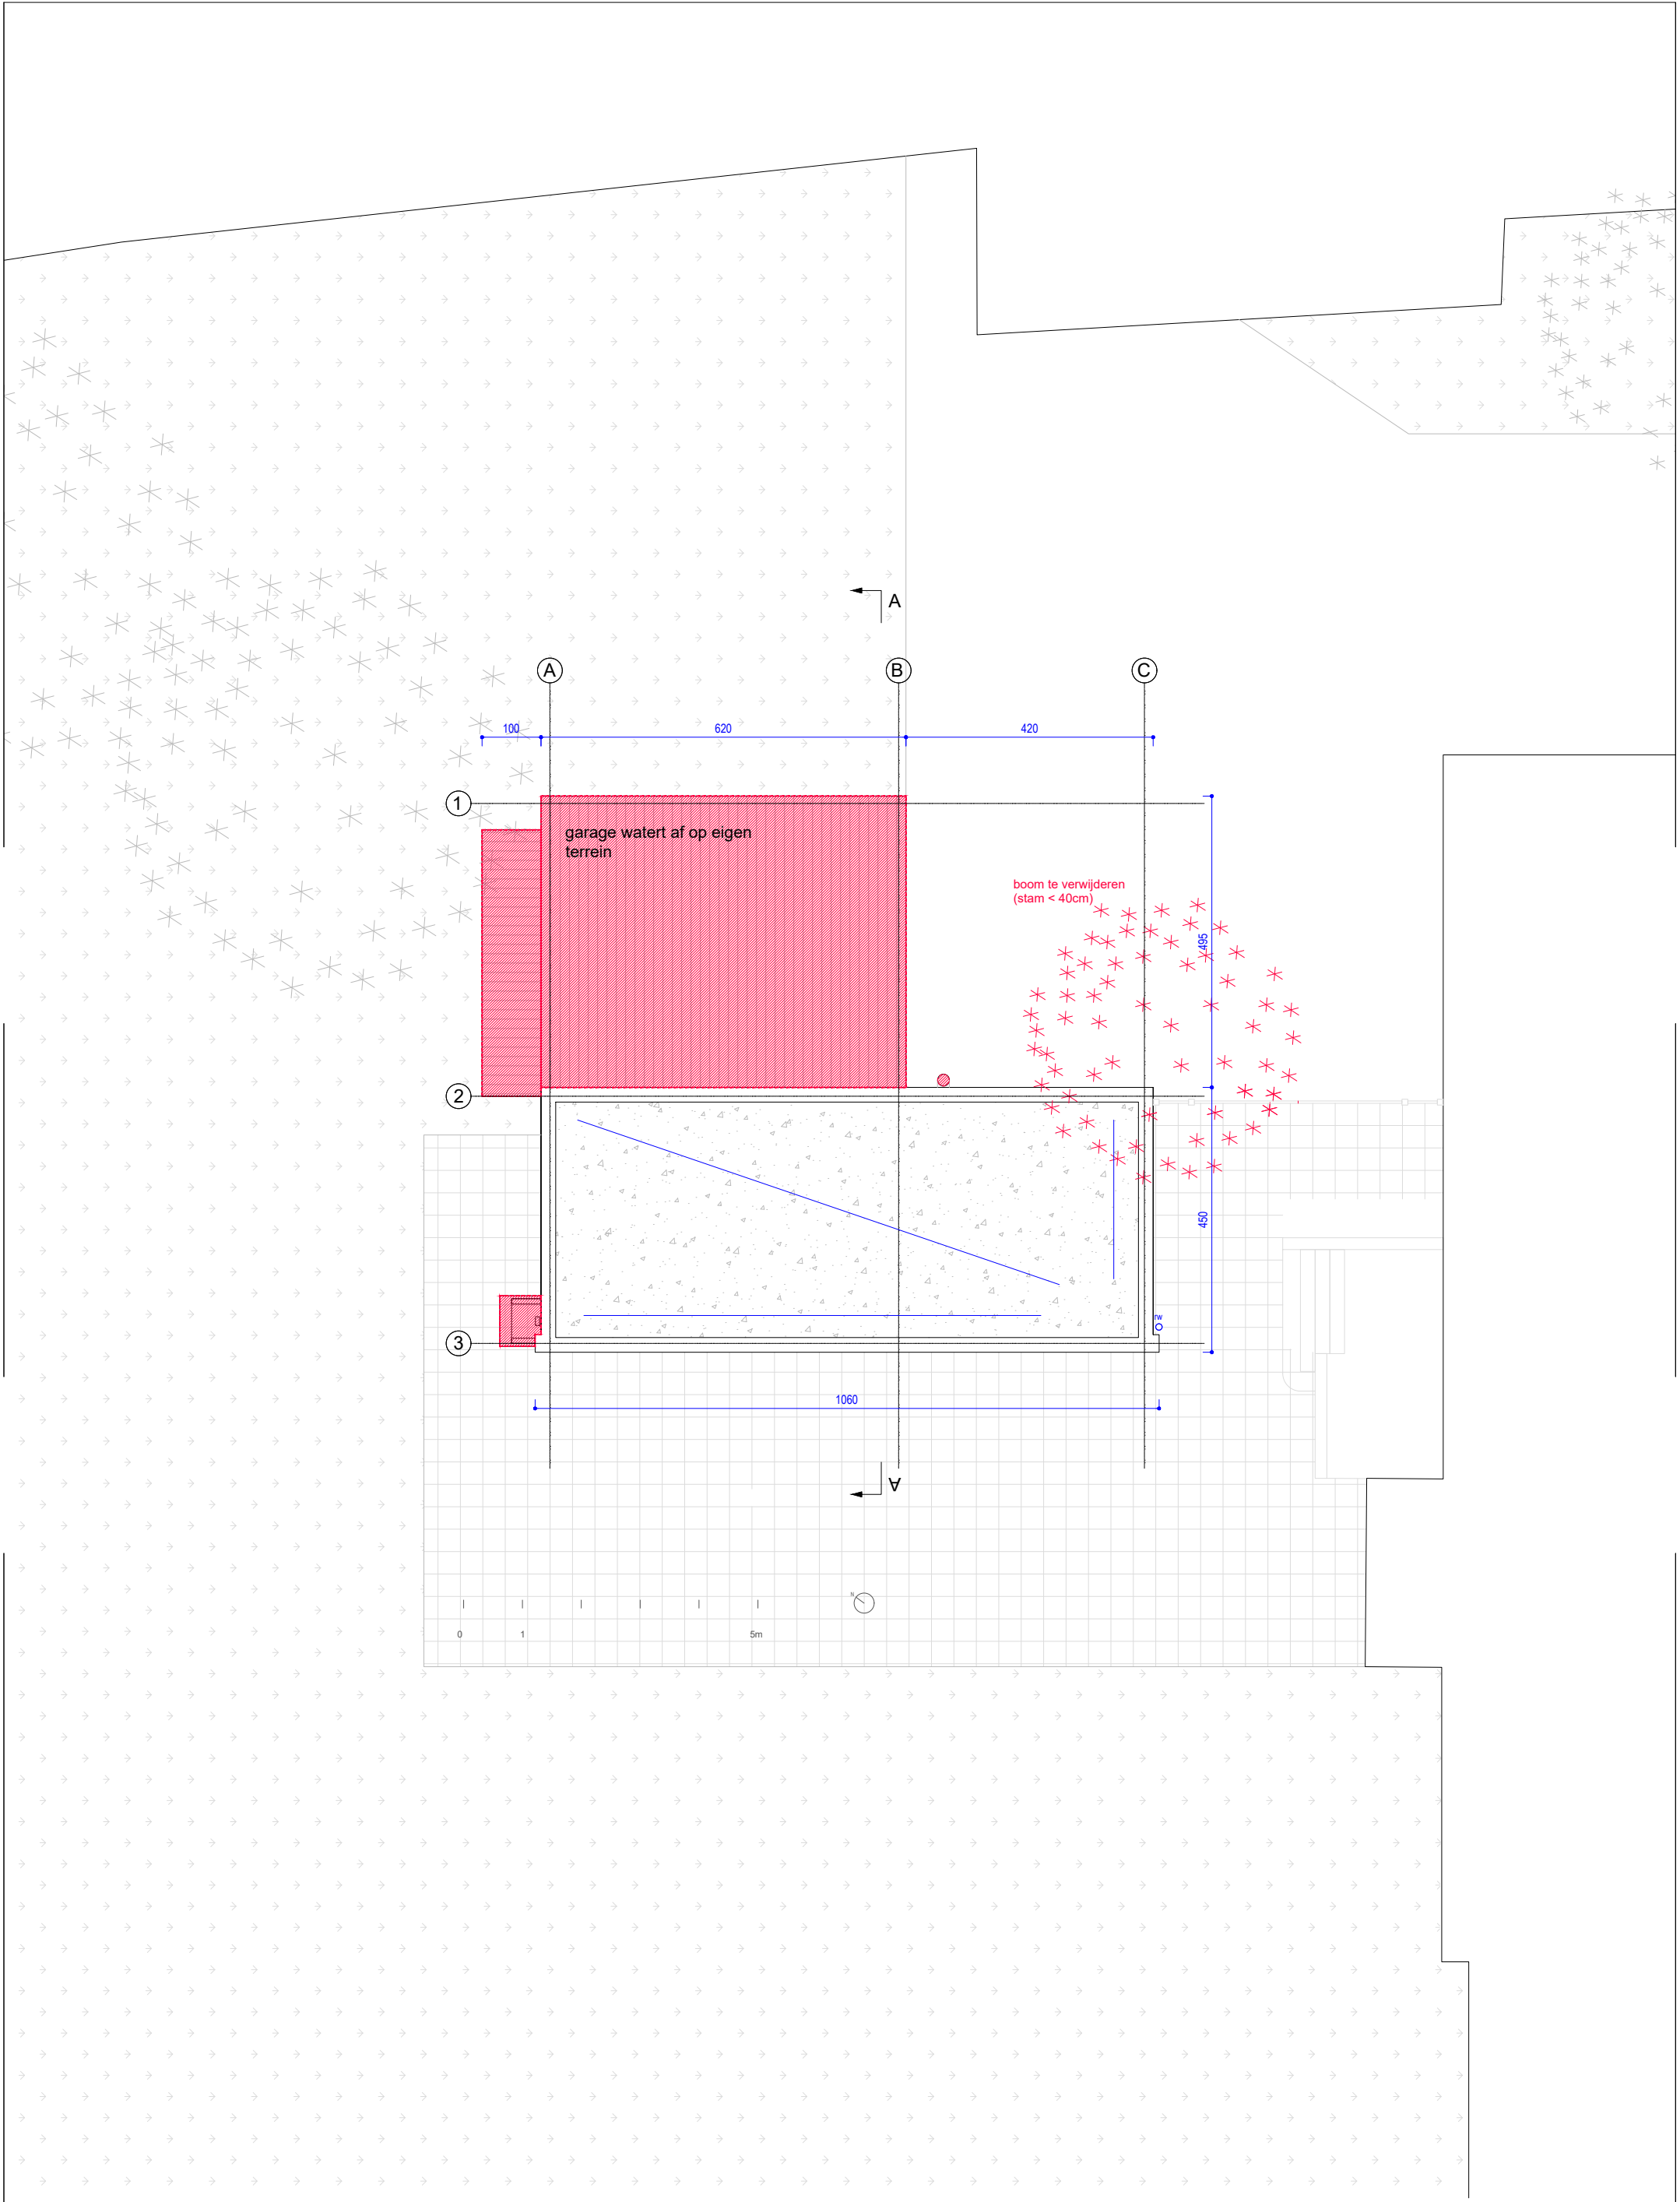 A
A
B
C
100
620
420
1
garage watert af op eigen
terrein
boom te verwijderen
(stam < 40cm)
495
2
450
rw
3
1060
A
N
0
1
5m